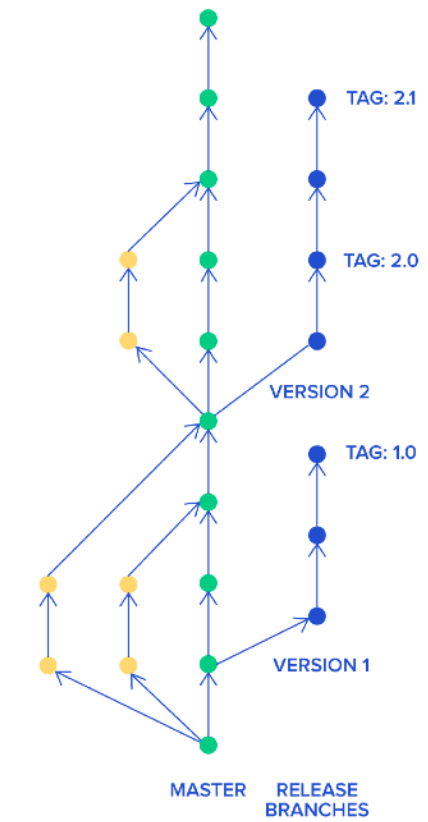 TAG: 2.1
TAG: 2.0
VERSION 2
TAG: 1.0
VERSION 1
MASTER
RELEASE
BRANCHES